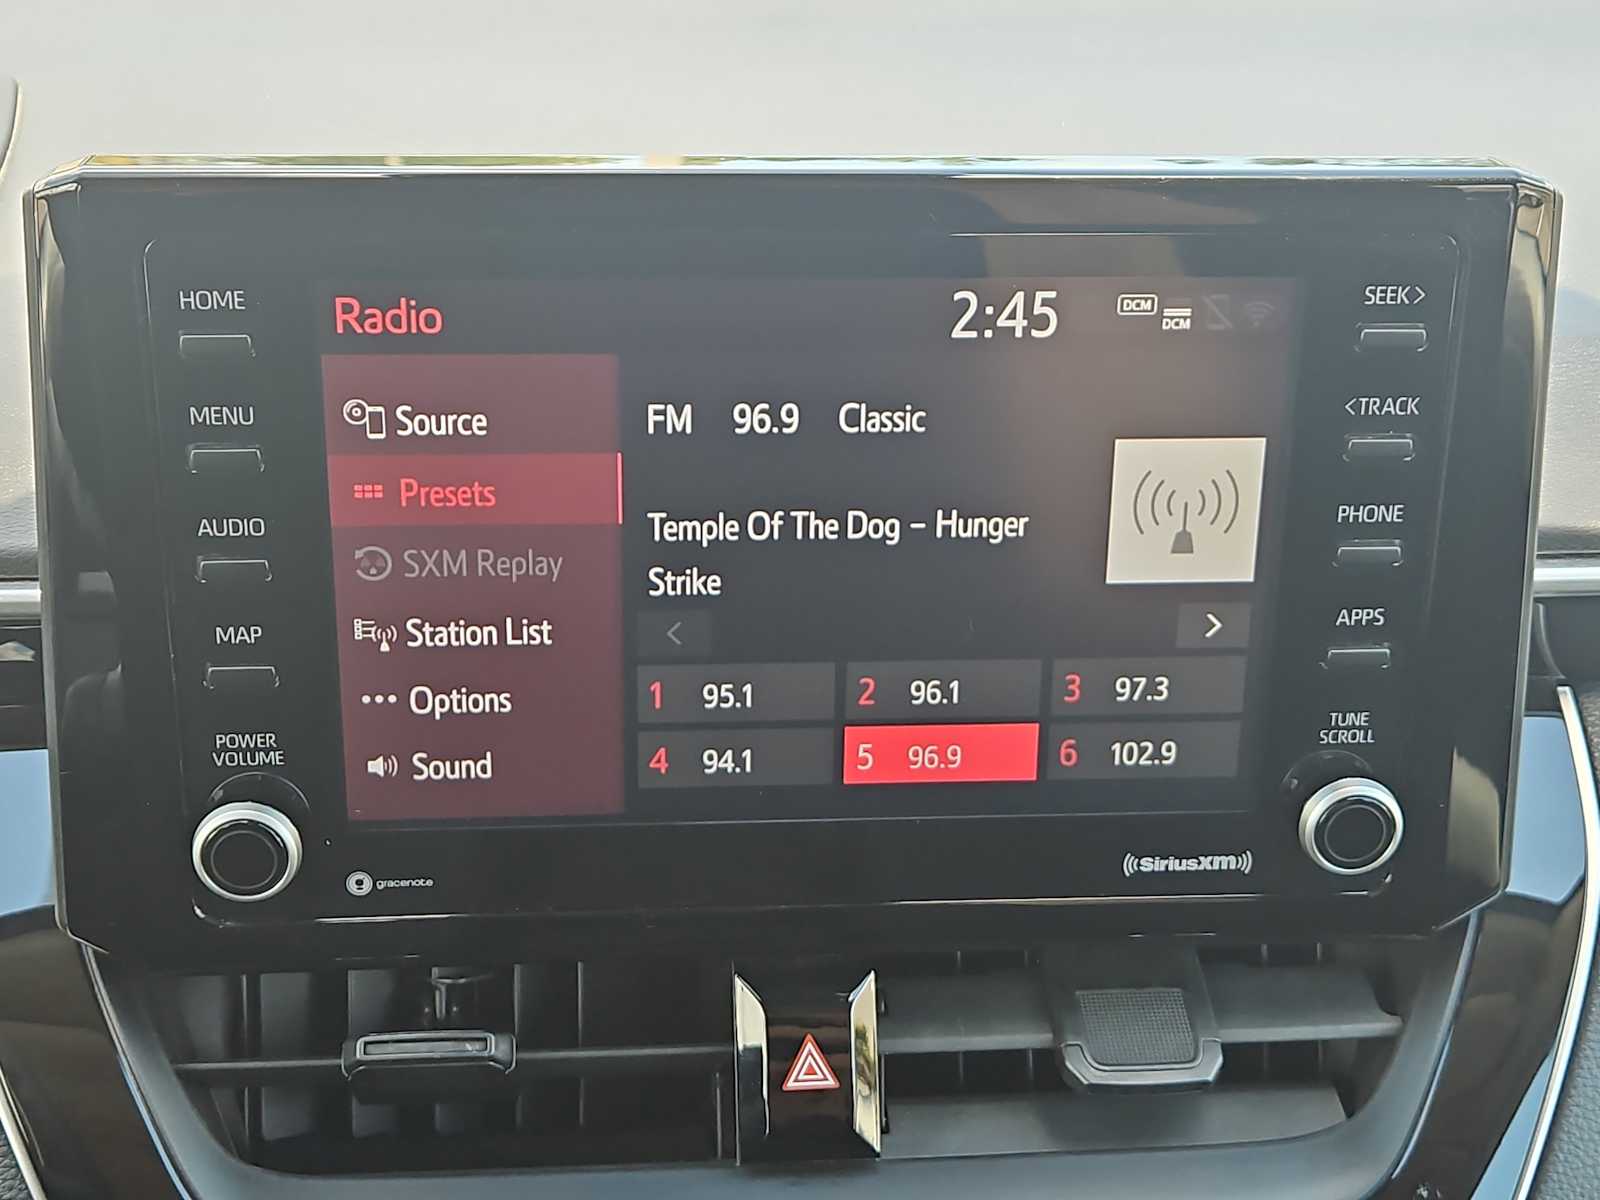 HOME
MENU
AUDIO
MAP
POWER
VOLUME
Radio
2:45
DCM
DCM
Source
Presets
SXM Replay
Station List
Options
Sound
FM 96.9 Classic
Temple Of The Dog – Hunger
Strike
< >
1 95.1 2 96.1 3 97.3
4 94.1 5 96.9 6 102.9
gracenote
((SiriusXM))
SEEK>
<TRACK
PHONE
APPS
TUNE
SCROLL